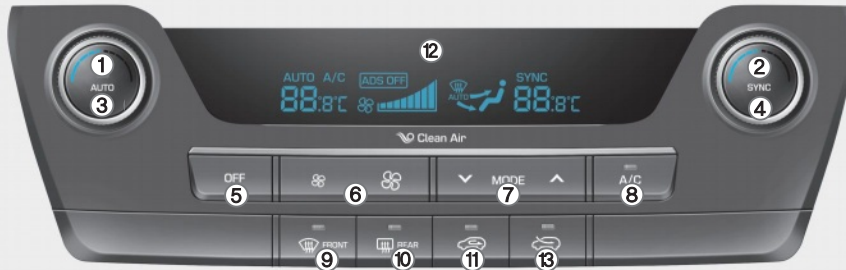 ⑫
① ②
AUTO A/C ADS OFF SYNC
AUTO
88:8°C 88:8°C
AUTO SYNC
③ ④
Clean Air
OFF MODE A/C
⑤ ⑥ ⑦ ⑧
FRONT REAR
⑨ ⑩ ⑪ ⑬